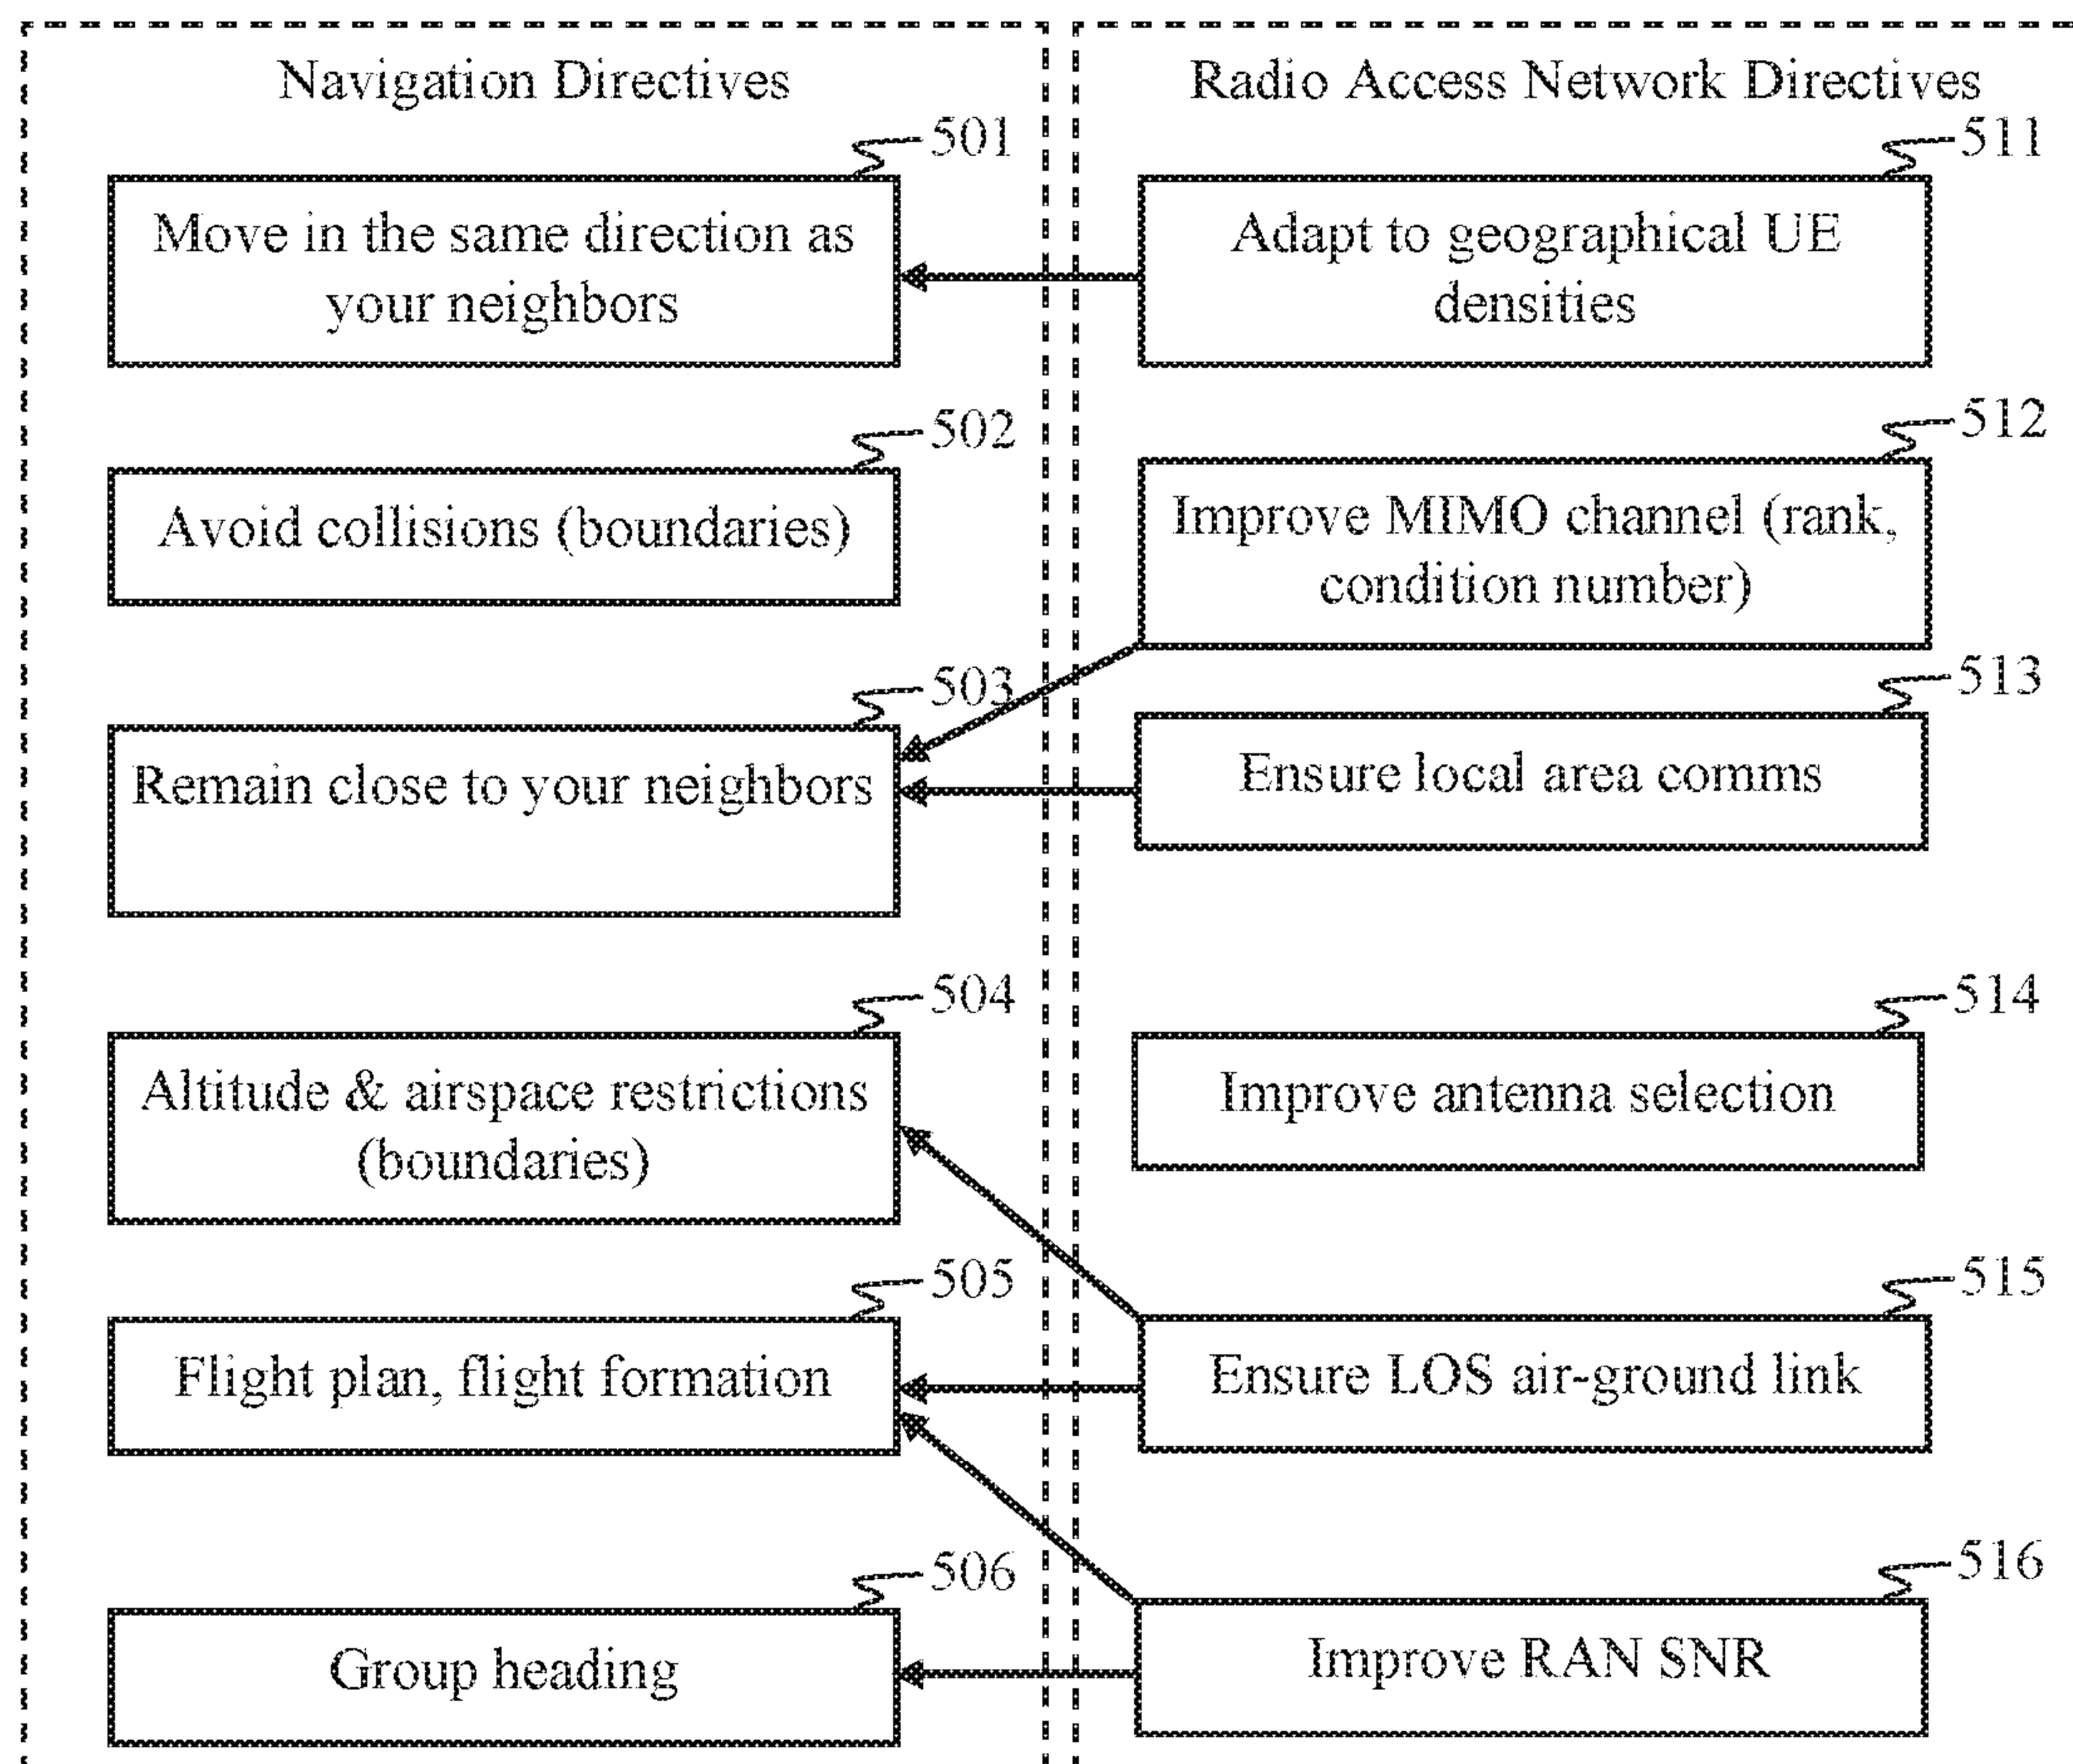 Navigation Directives
501
Move in the same direction as
your neighbors
502
Avoid collisions (boundaries)
503
Remain close to your neighbors
504
Altitude & airspace restrictions
(boundaries)
505
Flight plan, flight formation
506
Group heading
Radio Access Network Directives
511
Adapt to geographical UE
densities
512
Improve MIMO channel (rank,
condition number)
513
Ensure local area comms
514
Improve antenna selection
515
Ensure LOS air-ground link
516
Improve RAN SNR